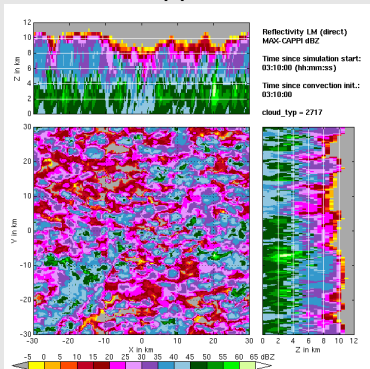 Reflectivity LM (direct)
MAX-CAPPI dBZ
Time since simulation start:
03:10:00 (hh:mm:ss)
Time since convection init.:
03:10:00
cloud_typ = 2717
Z in km
12
10
8
6
4
2
0
Y in km
30
20
10
0
-10
-20
-30
-30 -20 -10 0 10 20 30
X in km
0 2 4 6 8 10 12
Z in km
-5 0 5 10 15 20 25 30 35 40 45 50 55 60 65 dBZ